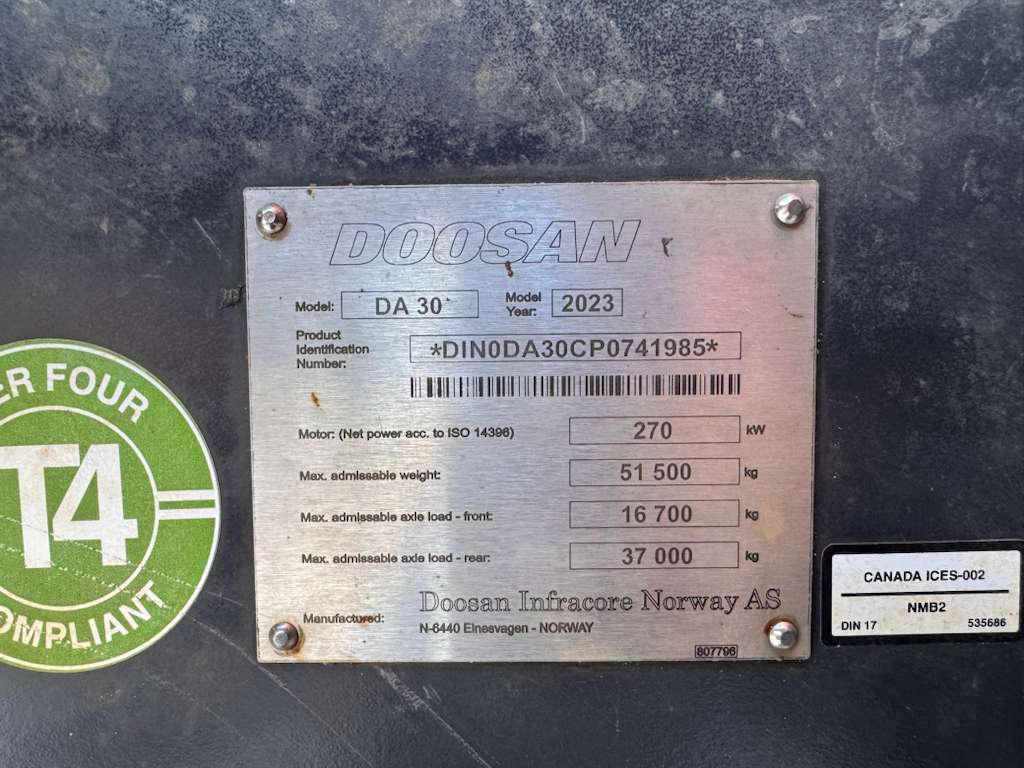 DOOSAN
Model: DA 30
Model Year: 2023
Product Identification Number: *DIN0DA30CP0741985*
Motor: (Net power acc. to ISO 14396) 270 kW
Max. admissable weight: 51 500 kg
Max. admissable axle load - front: 16 700 kg
Max. admissable axle load - rear: 37 000 kg
Manufactured: Doosan Infracore Norway AS
N-6440 Elnesvagen - NORWAY
807796
ER FOUR
T4
OMPLIANT
CANADA ICES-002
NMB2
DIN 17 535686